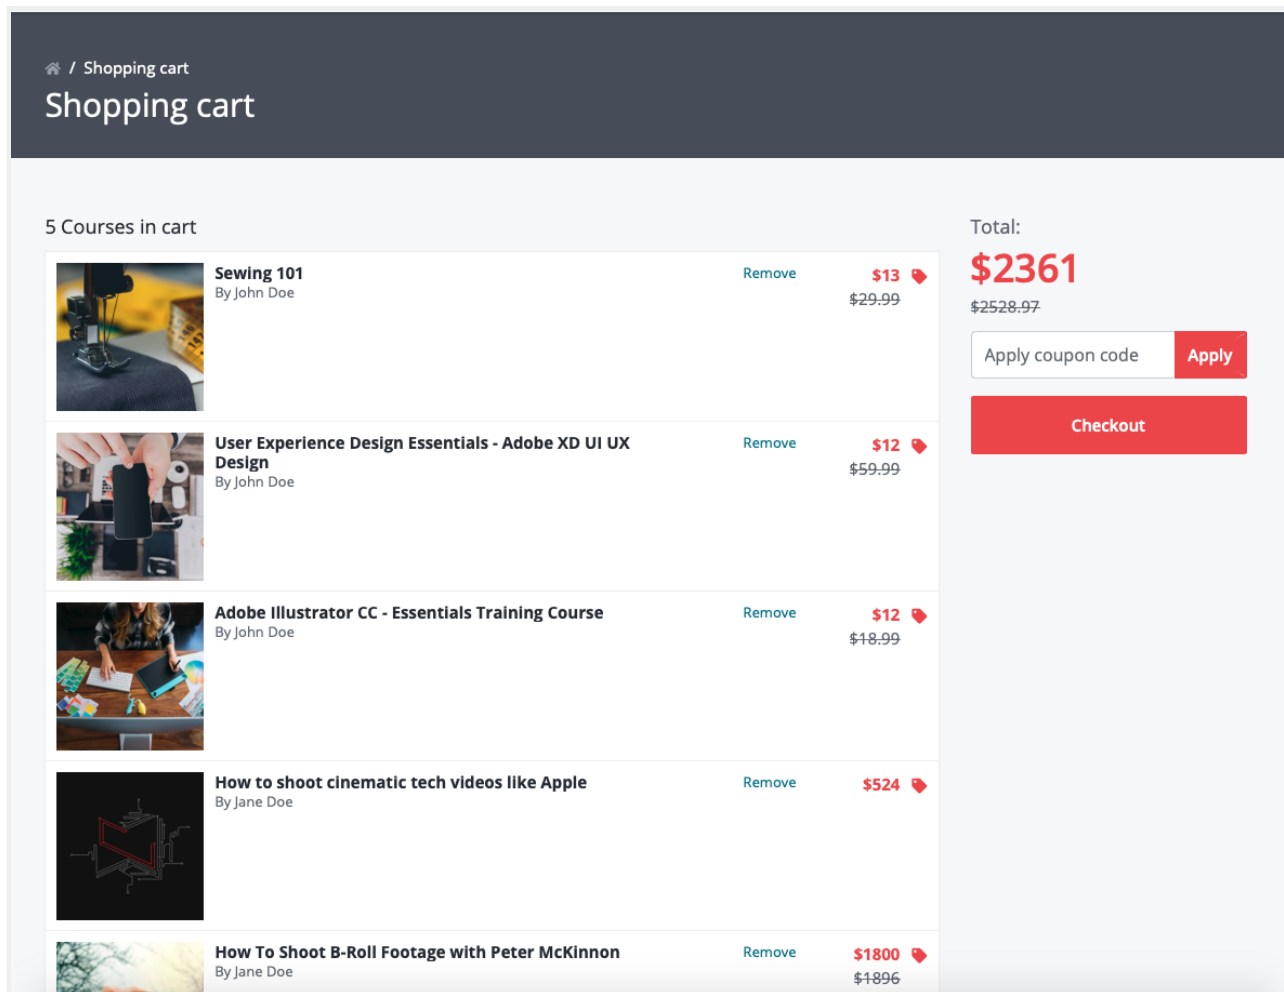 / Shopping cart
Shopping cart
5 Courses in cart
Sewing 101
By John Doe
Remove
$13
$29.99
User Experience Design Essentials - Adobe XD UI UX
Design
By John Doe
Remove
$12
$59.99
Adobe Illustrator CC - Essentials Training Course
By John Doe
Remove
$12
$18.99
How to shoot cinematic tech videos like Apple
By Jane Doe
Remove
$524
How To Shoot B-Roll Footage with Peter McKinnon
By Jane Doe
Remove
$1800
$1896
Total:
$2361
$2528.97
Apply coupon code
Apply
Checkout